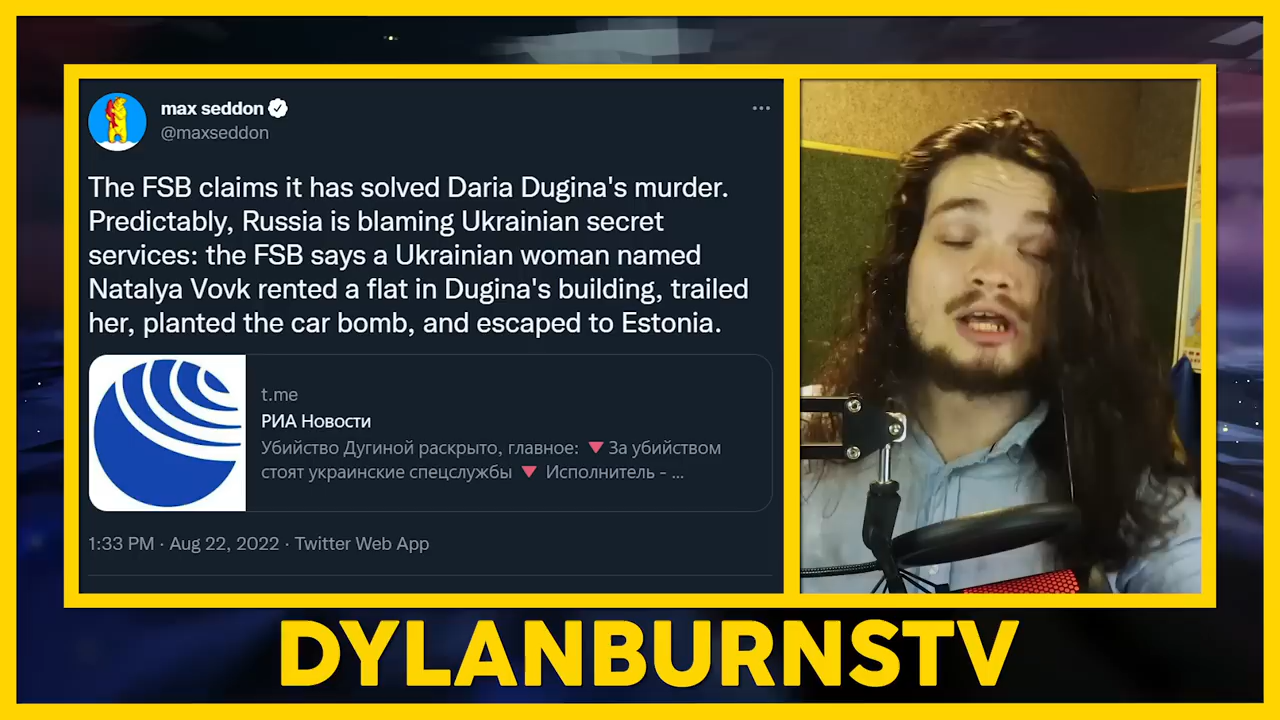 max seddon
@maxseddon
The FSB claims it has solved Daria Dugina's murder.
Predictably, Russia is blaming Ukrainian secret
services: the FSB says a Ukrainian woman named
Natalya Vovk rented a flat in Dugina's building, trailed
her, planted the car bomb, and escaped to Estonia.
t.me
РИА Новости
Убийство Дугиной раскрыто, главное: 🔻За убийством
стоят украинские спецслужбы 🔻 Исполнитель - ...
1:33 PM · Aug 22, 2022 · Twitter Web App
DYLANBURNSTV